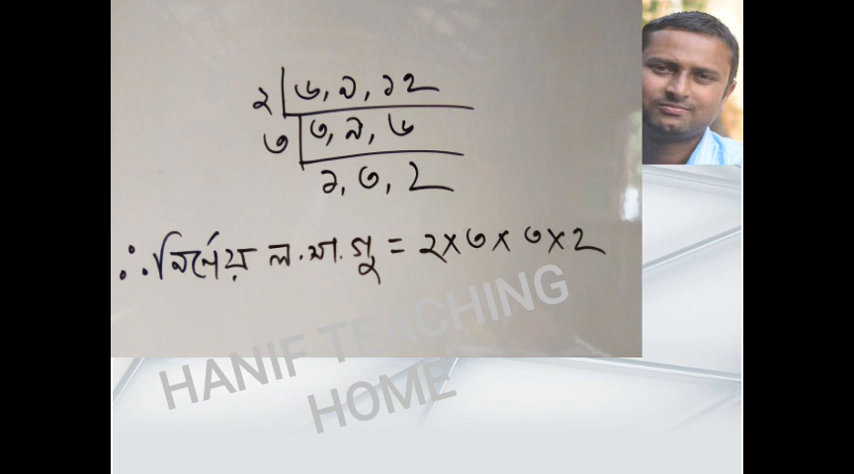 ২ | ৬, ৯, ১২
৩ | ৩, ৯, ৬
১, ৩, ২
∴ নির্ণেয় ল.সা.গু = ২×৩×৩×২
HANIF TEACHING
HOME